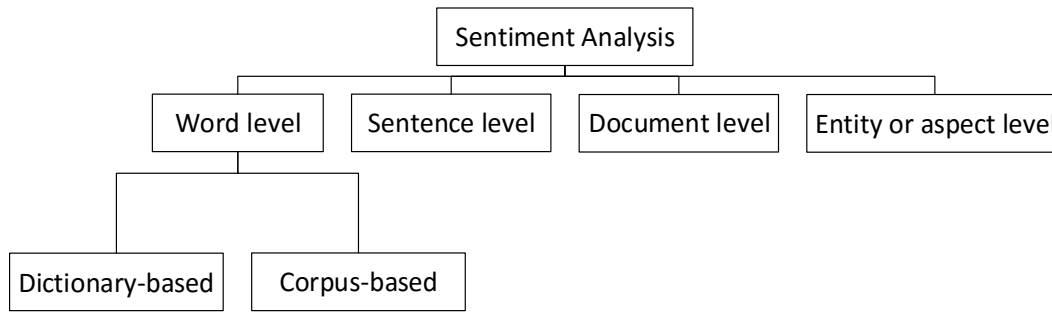 Sentiment Analysis
Word level
Sentence level
Document level
Entity or aspect level
Dictionary-based
Corpus-based